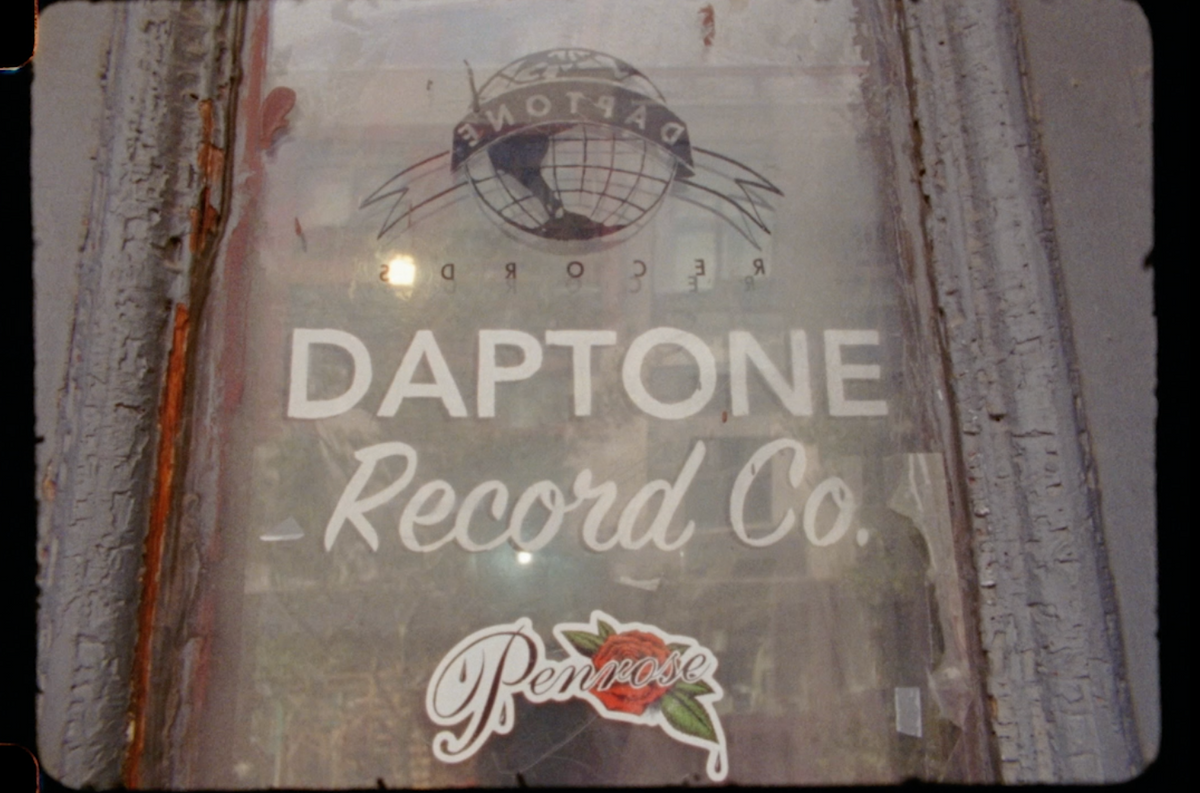 DAPTONE
RECORDS
DAPTONE
Record Co.
Penrose